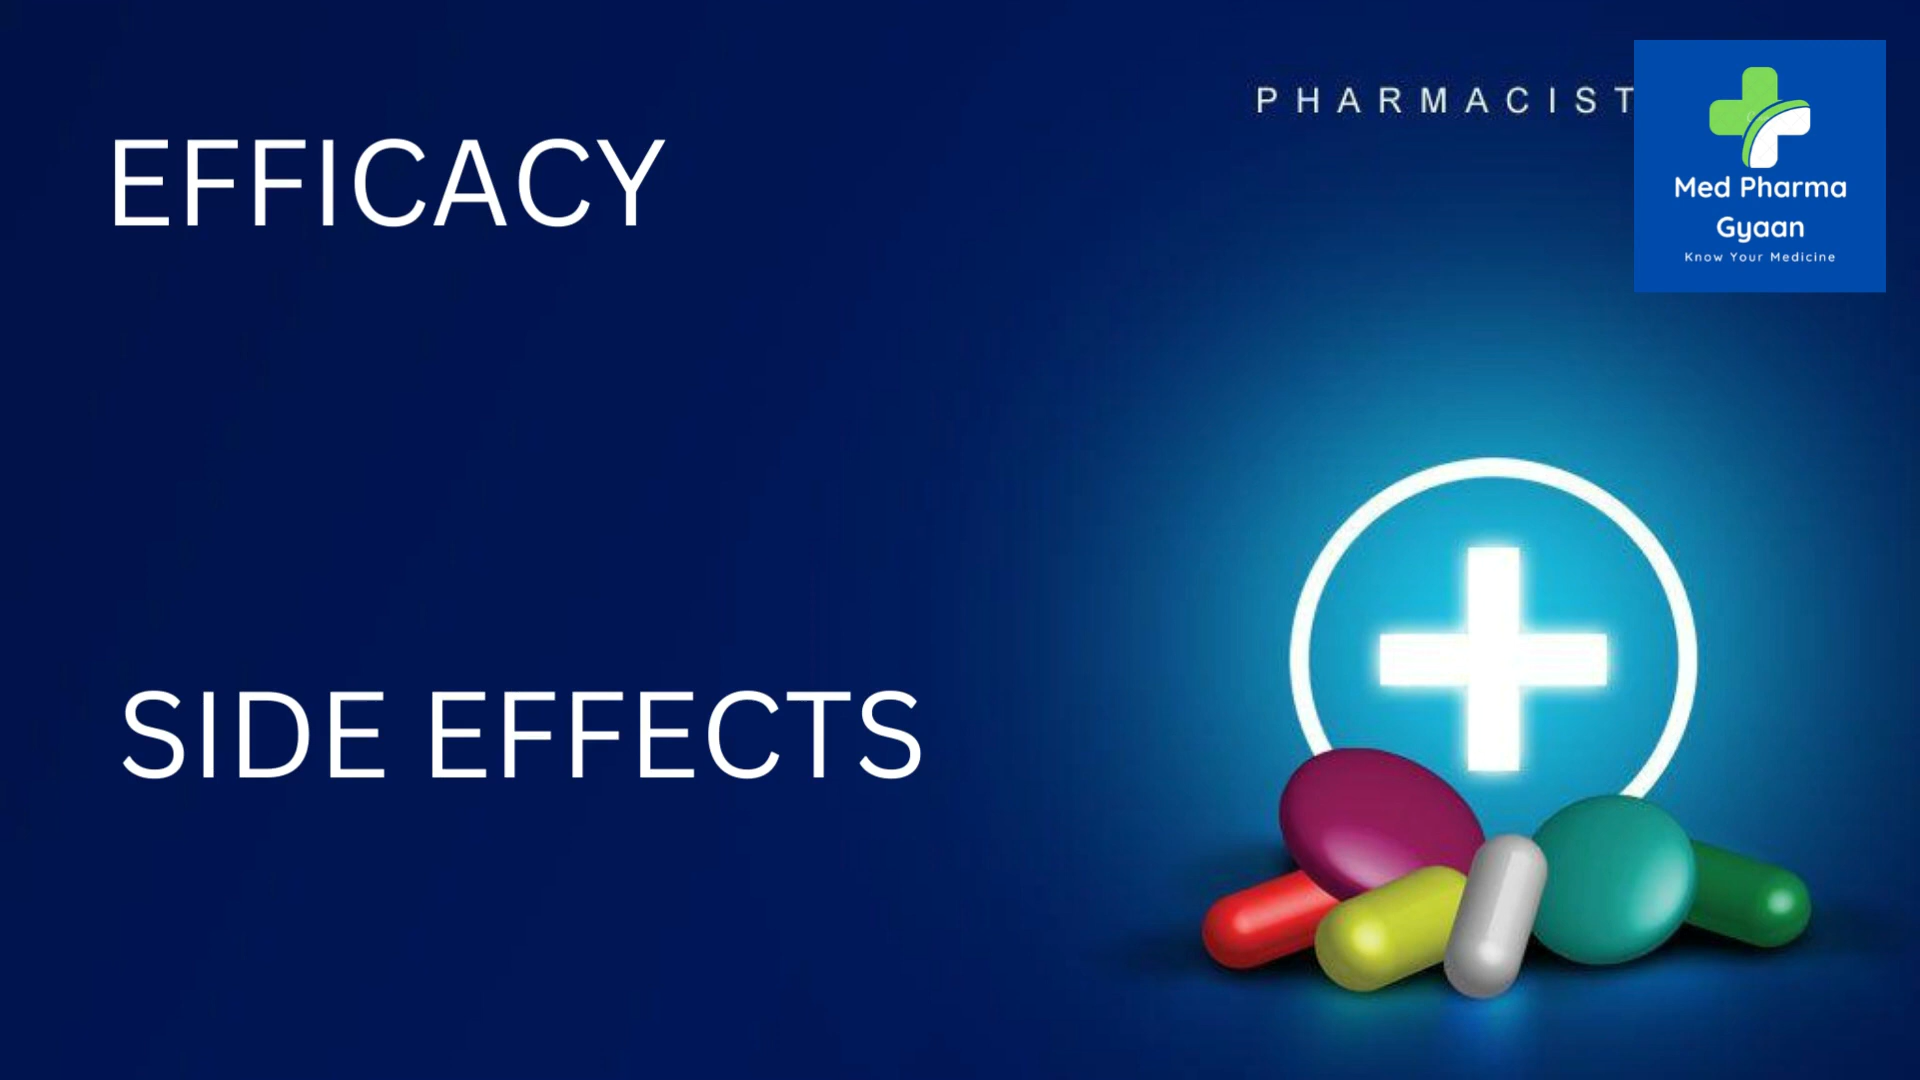 PHARMACIST
EFFICACY
Med Pharma
Gyaan
Know Your Medicine
SIDE EFFECTS